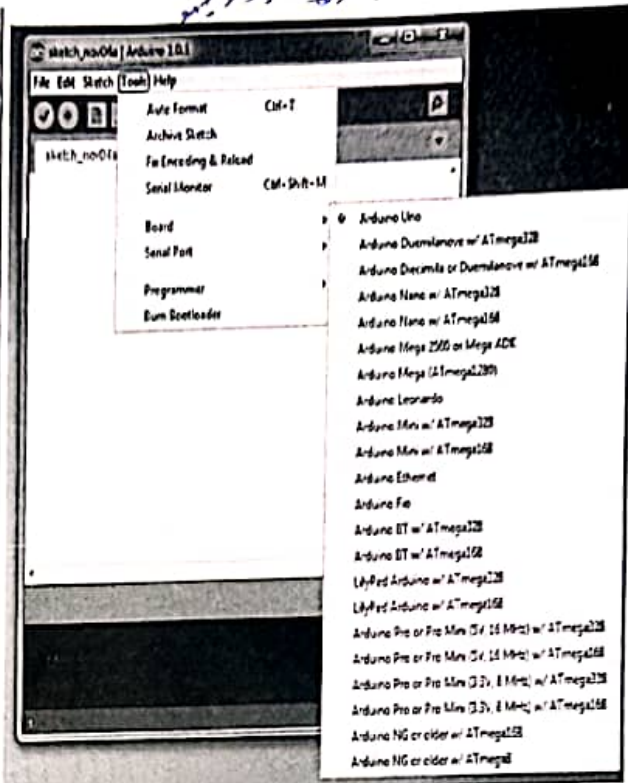 sketch_nov06a | Arduino 1.0.1
File Edit Sketch Tools Help
Auto Format Ctrl+T
Archive Sketch
Fix Encoding & Reload
Serial Monitor Ctrl+Shift+M
sketch_nov06a
Board
Serial Port
Programmer
Burn Bootloader
Arduino Uno
Arduino Duemilanove w/ ATmega328
Arduino Diecimila or Duemilanove w/ ATmega168
Arduino Nano w/ ATmega328
Arduino Nano w/ ATmega168
Arduino Mega 2560 or Mega ADK
Arduino Mega (ATmega1280)
Arduino Leonardo
Arduino Mini w/ ATmega328
Arduino Mini w/ ATmega168
Arduino Ethernet
Arduino Fio
Arduino BT w/ ATmega328
Arduino BT w/ ATmega168
LilyPad Arduino w/ ATmega328
LilyPad Arduino w/ ATmega168
Arduino Pro or Pro Mini (5V, 16 MHz) w/ ATmega328
Arduino Pro or Pro Mini (5V, 16 MHz) w/ ATmega168
Arduino Pro or Pro Mini (3.3V, 8 MHz) w/ ATmega328
Arduino Pro or Pro Mini (3.3V, 8 MHz) w/ ATmega168
Arduino NG or older w/ ATmega168
Arduino NG or older w/ ATmega8
1